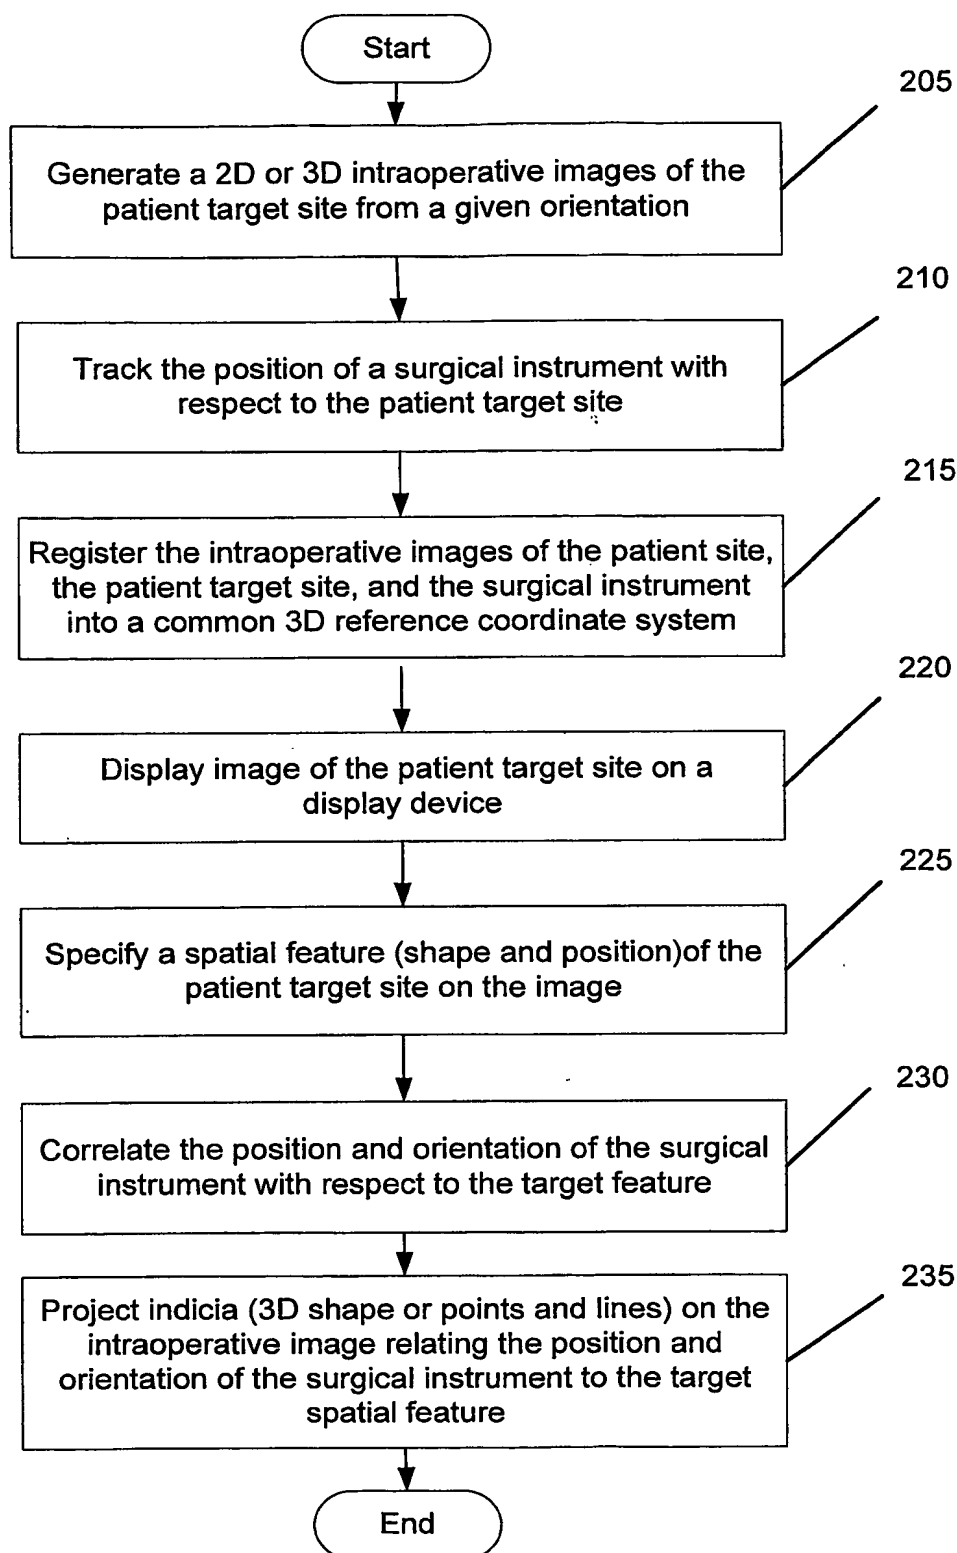 Start
205
Generate a 2D or 3D intraoperative images of the
patient target site from a given orientation
210
Track the position of a surgical instrument with
respect to the patient target site
215
Register the intraoperative images of the patient site,
the patient target site, and the surgical instrument
into a common 3D reference coordinate system
220
Display image of the patient target site on a
display device
225
Specify a spatial feature (shape and position)of the
patient target site on the image
230
Correlate the position and orientation of the surgical
instrument with respect to the target feature
235
Project indicia (3D shape or points and lines) on the
intraoperative image relating the position and
orientation of the surgical instrument to the target
spatial feature
End